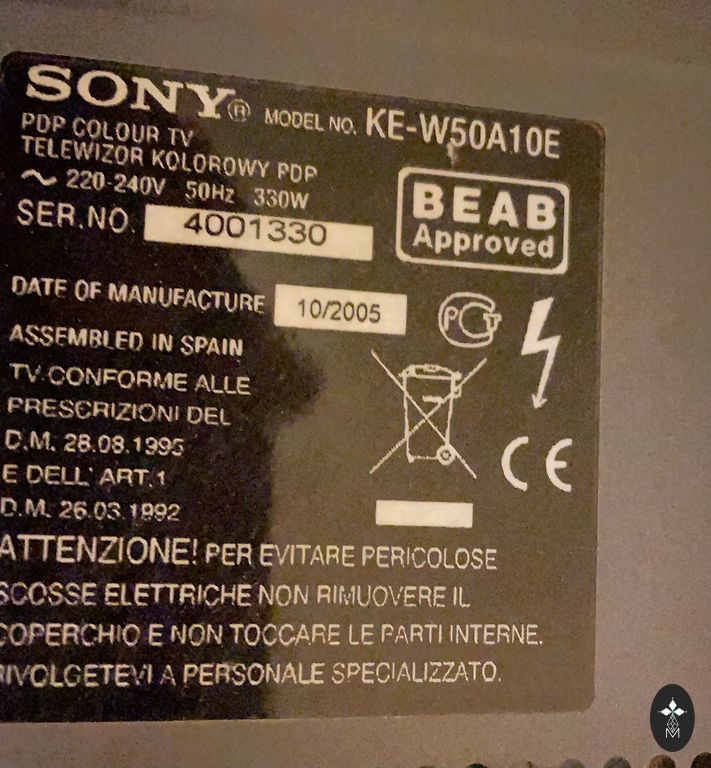 SONY® MODEL NO. KE-W50A10E
PDP COLOUR TV
TELEWIZOR KOLOROWY PDP
~ 220-240V 50Hz 330W
SER.NO. 4001330
BEAB
Approved
DATE OF MANUFACTURE 10/2005
PCT
ASSEMBLED IN SPAIN
TV CONFORME ALLE
PRESCRIZIONI DEL
D.M. 28.08.1995
E DELL' ART.1
D.M. 26.03.1992
CE
ATTENZIONE! PER EVITARE PERICOLOSE
SCOSSE ELETTRICHE NON RIMUOVERE IL
COPERCHIO E NON TOCCARE LE PARTI INTERNE.
RIVOLGETEVI A PERSONALE SPECIALIZZATO.
M